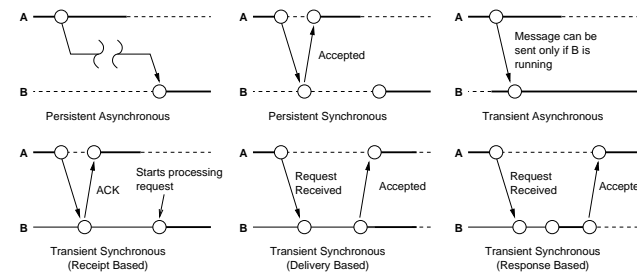 A
B
Persistent Asynchronous
A
Accepted
B
Persistent Synchronous
A
Message can be
sent only if B is
running
B
Transient Asynchronous
A
ACK
Starts processing
request
B
Transient Synchronous
(Receipt Based)
A
Request
Received
Accepted
B
Transient Synchronous
(Delivery Based)
A
Request
Received
Accepte
B
Transient Synchronous
(Response Based)